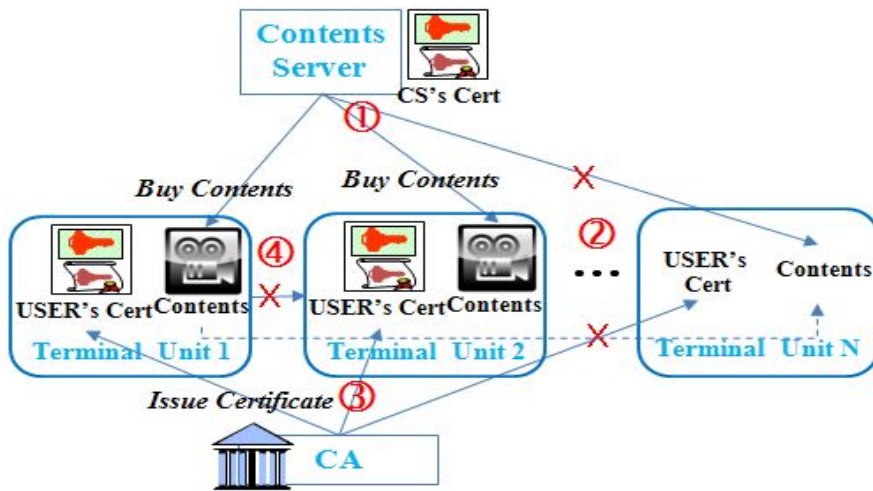 Contents
Server
CS's Cert
①
Buy Contents
Buy Contents
X
②
④
USER's Cert
Contents
X
USER's Cert
Contents
...
USER's
Cert
Contents
X
Terminal Unit 1
Terminal Unit 2
Terminal Unit N
Issue Certificate
③
CA